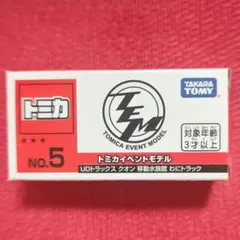 トミカ
TEM
TOMICA EVENT MODEL
TAKARA
TOMY
対象年齢
3才以上
NO.5
トミカイベントモデル
UDトラックス クオン 移動水族館 わにトラック